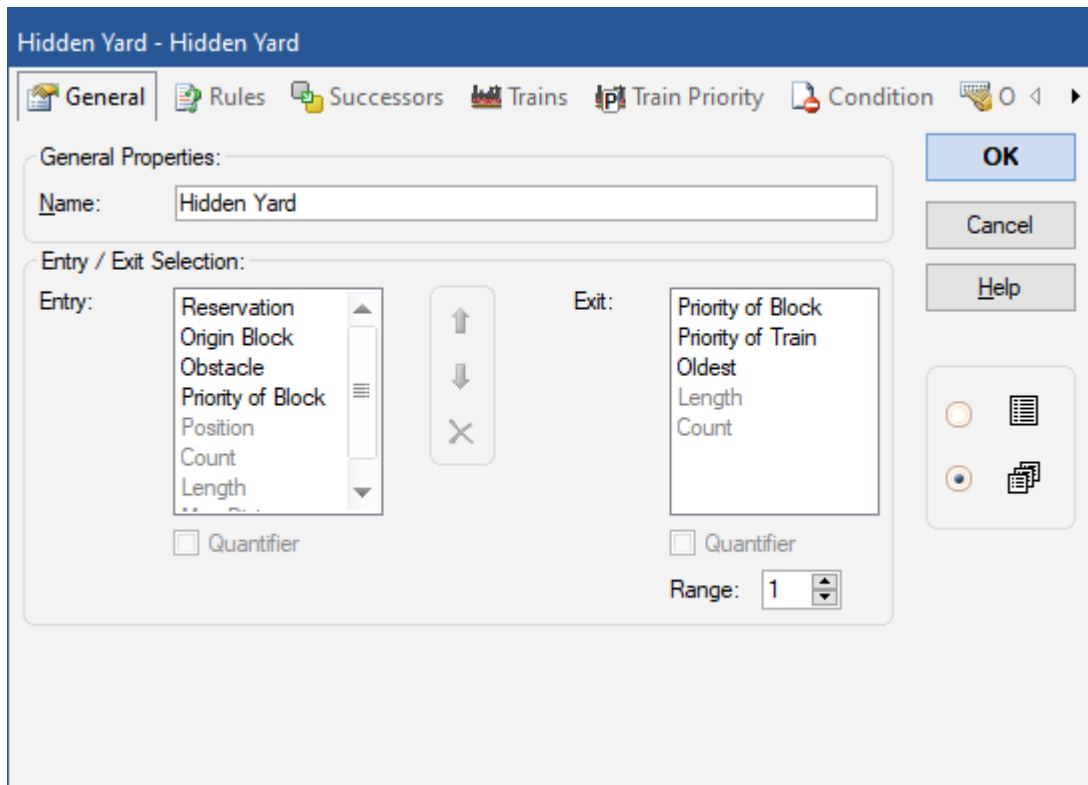 Hidden Yard - Hidden Yard
General Rules Successors Trains Train Priority Condition O
General Properties:
Name: Hidden Yard
OK
Cancel
Help
Entry / Exit Selection:
Entry:
Reservation
Origin Block
Obstacle
Priority of Block
Position
Count
Length
Quantifier
Exit:
Priority of Block
Priority of Train
Oldest
Length
Count
Quantifier
Range: 1